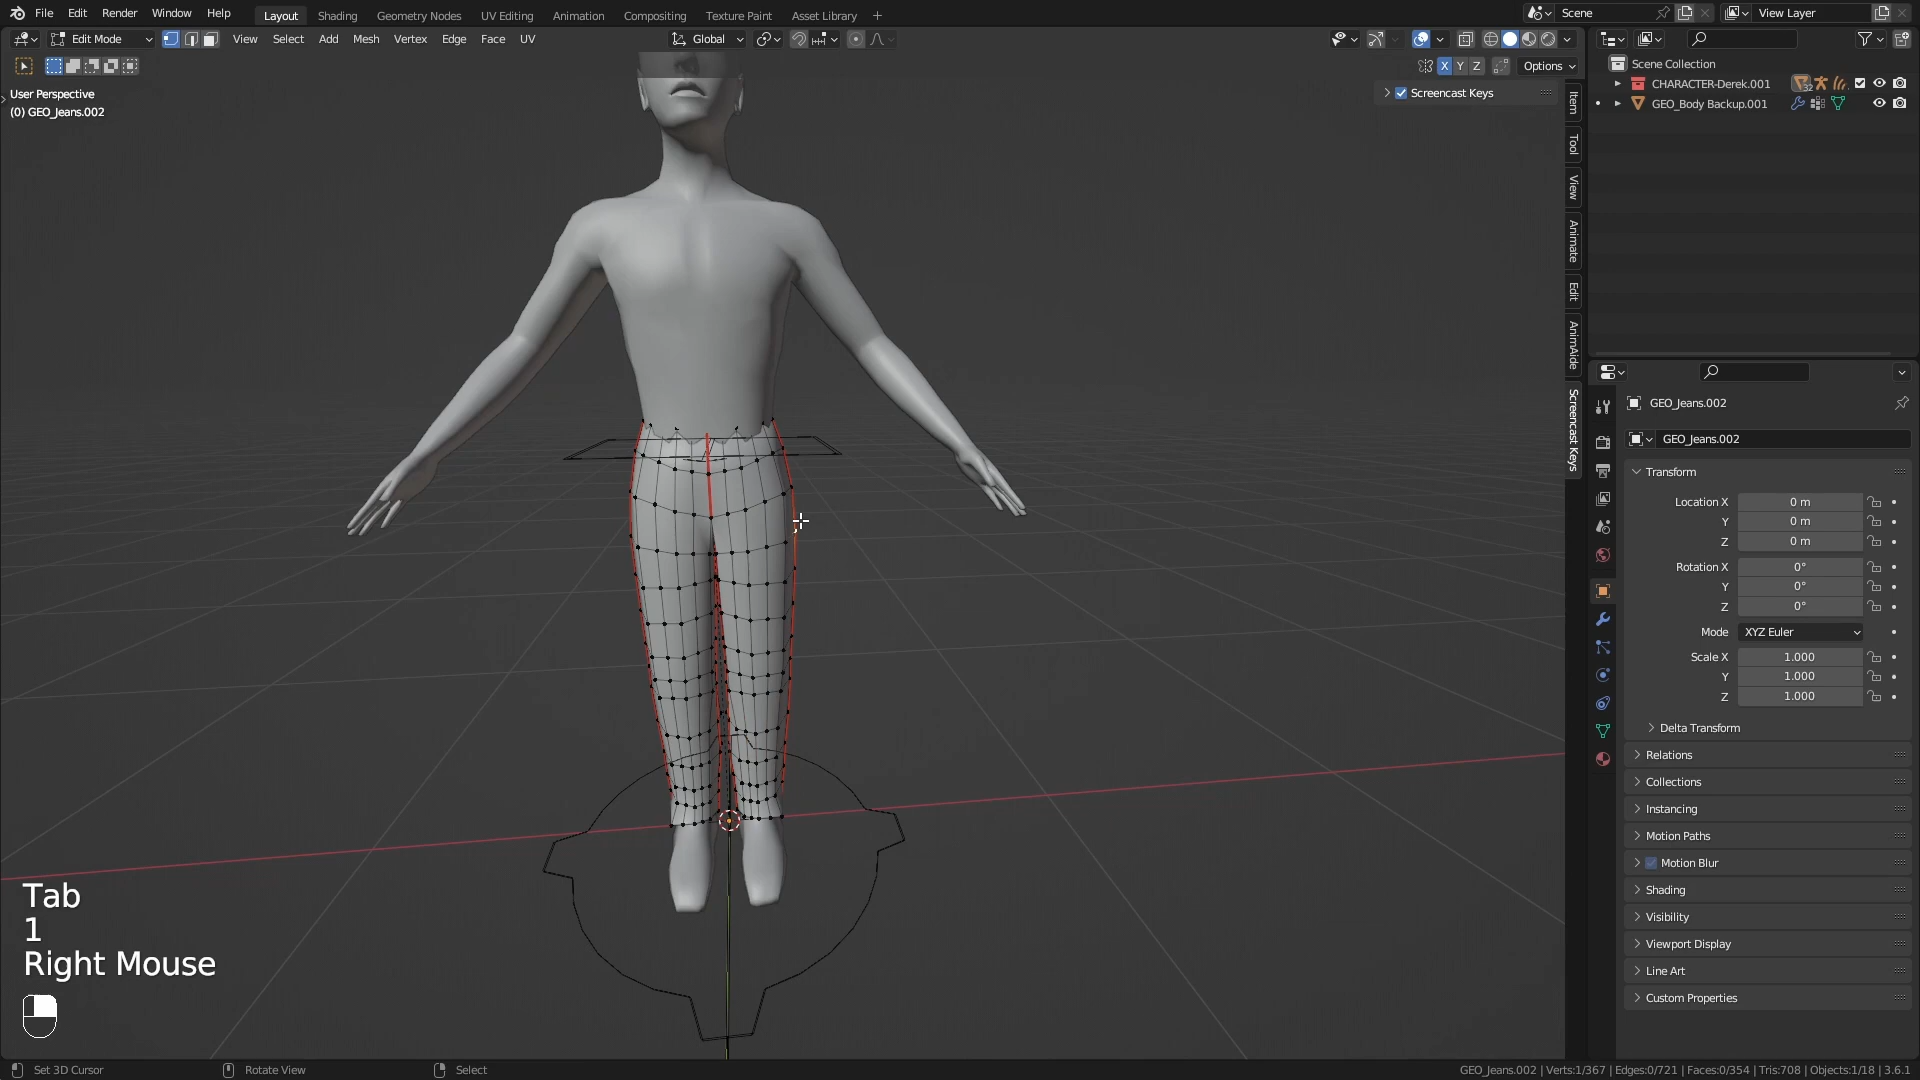 File Edit Render Window Help Layout Shading Geometry Nodes UV Editing Animation Compositing Texture Paint Asset Library + Scene View Layer
Edit Mode View Select Add Mesh Vertex Edge Face UV Global
X Y Z Options
User Perspective
(0) GEO_Jeans.002
Screencast Keys
Item
Tool
View
Animate
Edit
AnimAide
Screencast Keys
Scene Collection
CHARACTER-Derek.001
32
GEO_Body Backup.001
GEO_Jeans.002
GEO_Jeans.002
Transform
Location X 0 m
Y 0 m
Z 0 m
Rotation X 0°
Y 0°
Z 0°
Mode XYZ Euler
Scale X 1.000
Y 1.000
Z 1.000
Delta Transform
Relations
Collections
Instancing
Motion Paths
Motion Blur
Shading
Visibility
Viewport Display
Line Art
Custom Properties
Tab
1
Right Mouse
Set 3D Cursor Rotate View Select GEO_Jeans.002 | Verts:1/367 | Edges:0/721 | Faces:0/354 | Tris:708 | Objects:1/18 | 3.6.1